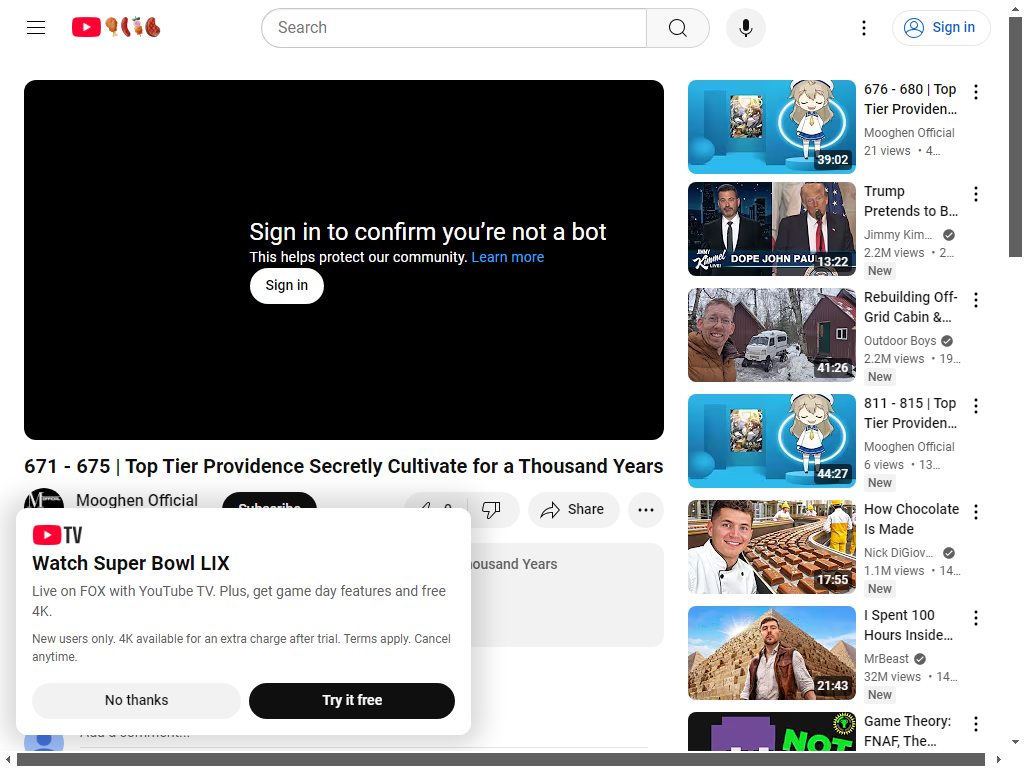 Search
Sign in
Sign in to confirm you’re not a bot
This helps protect our community. Learn more
Sign in
671 - 675 | Top Tier Providence Secretly Cultivate for a Thousand Years
Mooghen Official
Subscribe
Share
ousand Years
TV
Watch Super Bowl LIX
Live on FOX with YouTube TV. Plus, get game day features and free
4K.
New users only. 4K available for an extra charge after trial. Terms apply. Cancel
anytime.
No thanks
Try it free
Add a comment...
676 - 680 | Top
Tier Providen...
Mooghen Official
21 views • 4...
39:02
Trump
Pretends to B...
Jimmy Kim...
2.2M views • 2...
New
JIMMY
KIMMEL
LIVE!
DOPE JOHN PAU
13:22
Rebuilding Off-
Grid Cabin &...
Outdoor Boys
2.2M views • 19...
New
41:26
811 - 815 | Top
Tier Providen...
Mooghen Official
6 views • 13...
New
44:27
How Chocolate
Is Made
Nick DiGiov...
1.1M views • 14...
New
17:55
I Spent 100
Hours Inside...
MrBeast
32M views • 14...
New
21:43
Game Theory:
FNAF, The...
NOT